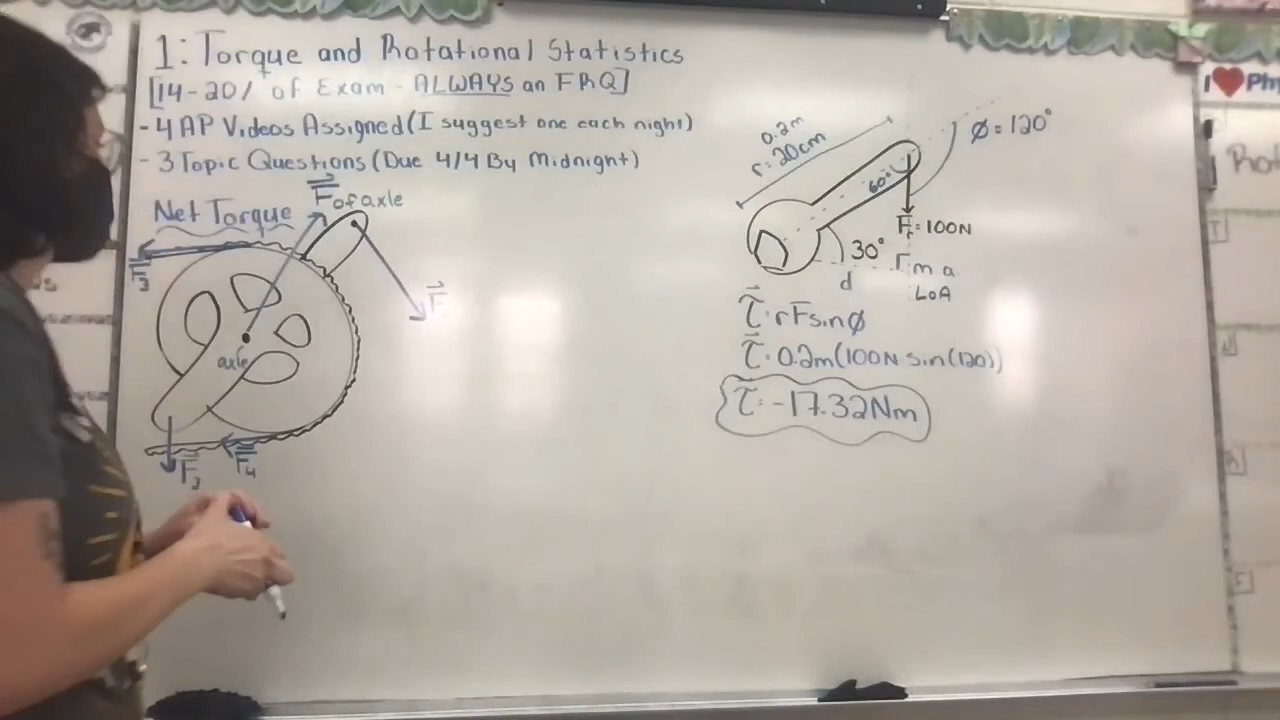 1: Torque and Rotational Statistics
[14-20% of Exam - ALWAYS an FRQ]
- 4 AP Videos Assigned (I suggest one each night)
- 3 Topic Questions (Due 4/4 By Midnight)
Net Torque
F of axle
F₃
F
axle
F₂
F₄
0.2m
r=20cm
Ø=120°
60°
F=100N
30°
r m a
d
LoA
τ=rFsinØ
τ=0.2m(100N sin(120))
τ=-17.32Nm
I ❤ Phy
Rot
T
F